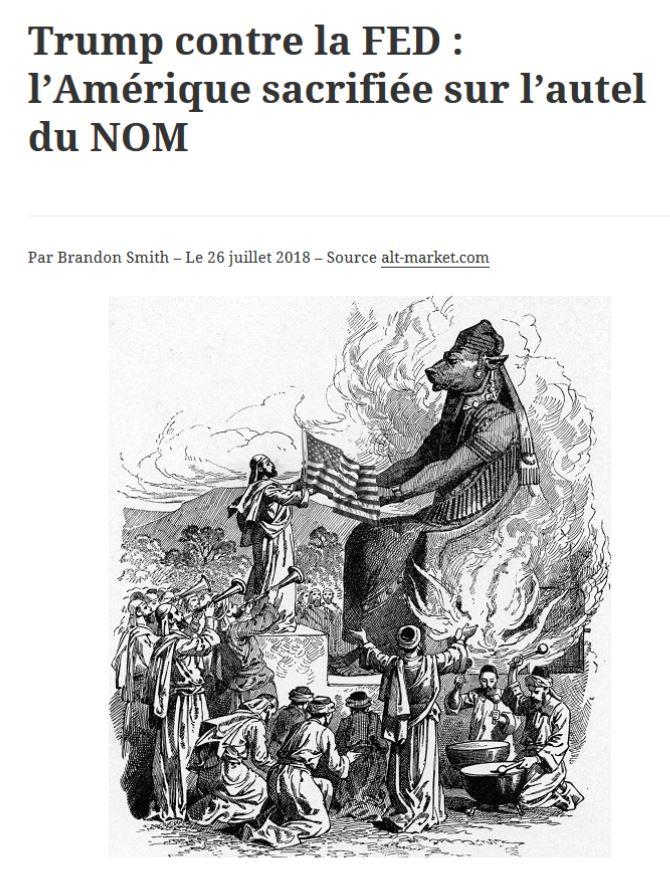 Trump contre la FED :
l’Amérique sacrifiée sur l’autel
du NOM
Par Brandon Smith – Le 26 juillet 2018 – Source alt-market.com